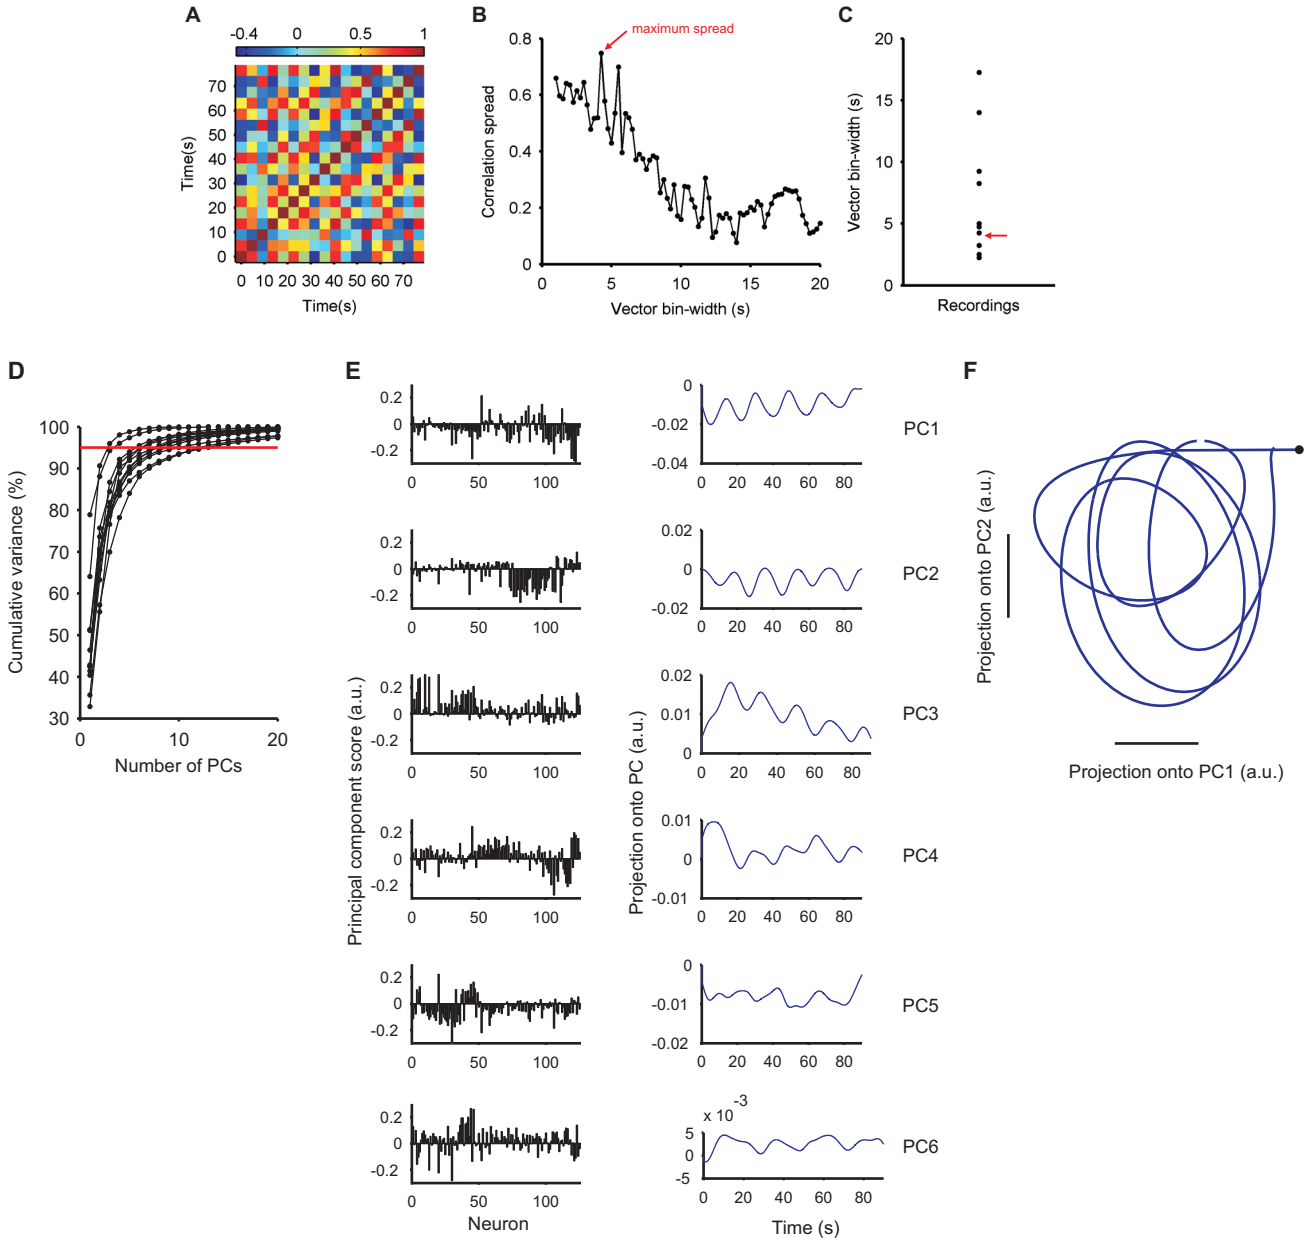 A
-0.4 0 0.5 1
70
60
50
40
30
20
10
0
Time(s)
0 10 20 30 40 50 60 70
Time(s)
B
maximum spread
0.8
0.6
0.4
0.2
0
Correlation spread
0 5 10 15 20
Vector bin-width (s)
C
20
15
10
5
0
Vector bin-width (s)
Recordings
D
100
90
80
70
60
50
40
30
Cumulative variance (%)
0 10 20
Number of PCs
E
Principal component score (a.u.)
Projection onto PC (a.u.)
0.2
0
-0.2
0 50 100
0
-0.02
-0.04
0 20 40 60 80
PC1
0.2
0
-0.2
0 50 100
0.02
0
-0.02
0 20 40 60 80
PC2
0.2
0
-0.2
0 50 100
0.02
0.01
0
0 20 40 60 80
PC3
0.2
0
-0.2
0 50 100
0.01
0
-0.01
0 20 40 60 80
PC4
0.2
0
-0.2
0 50 100
0
-0.01
-0.02
0 20 40 60 80
PC5
0.2
0
-0.2
0 50 100
Neuron
x 10 -3
5
0
-5
0 20 40 60 80
Time (s)
PC6
F
Projection onto PC2 (a.u.)
Projection onto PC1 (a.u.)